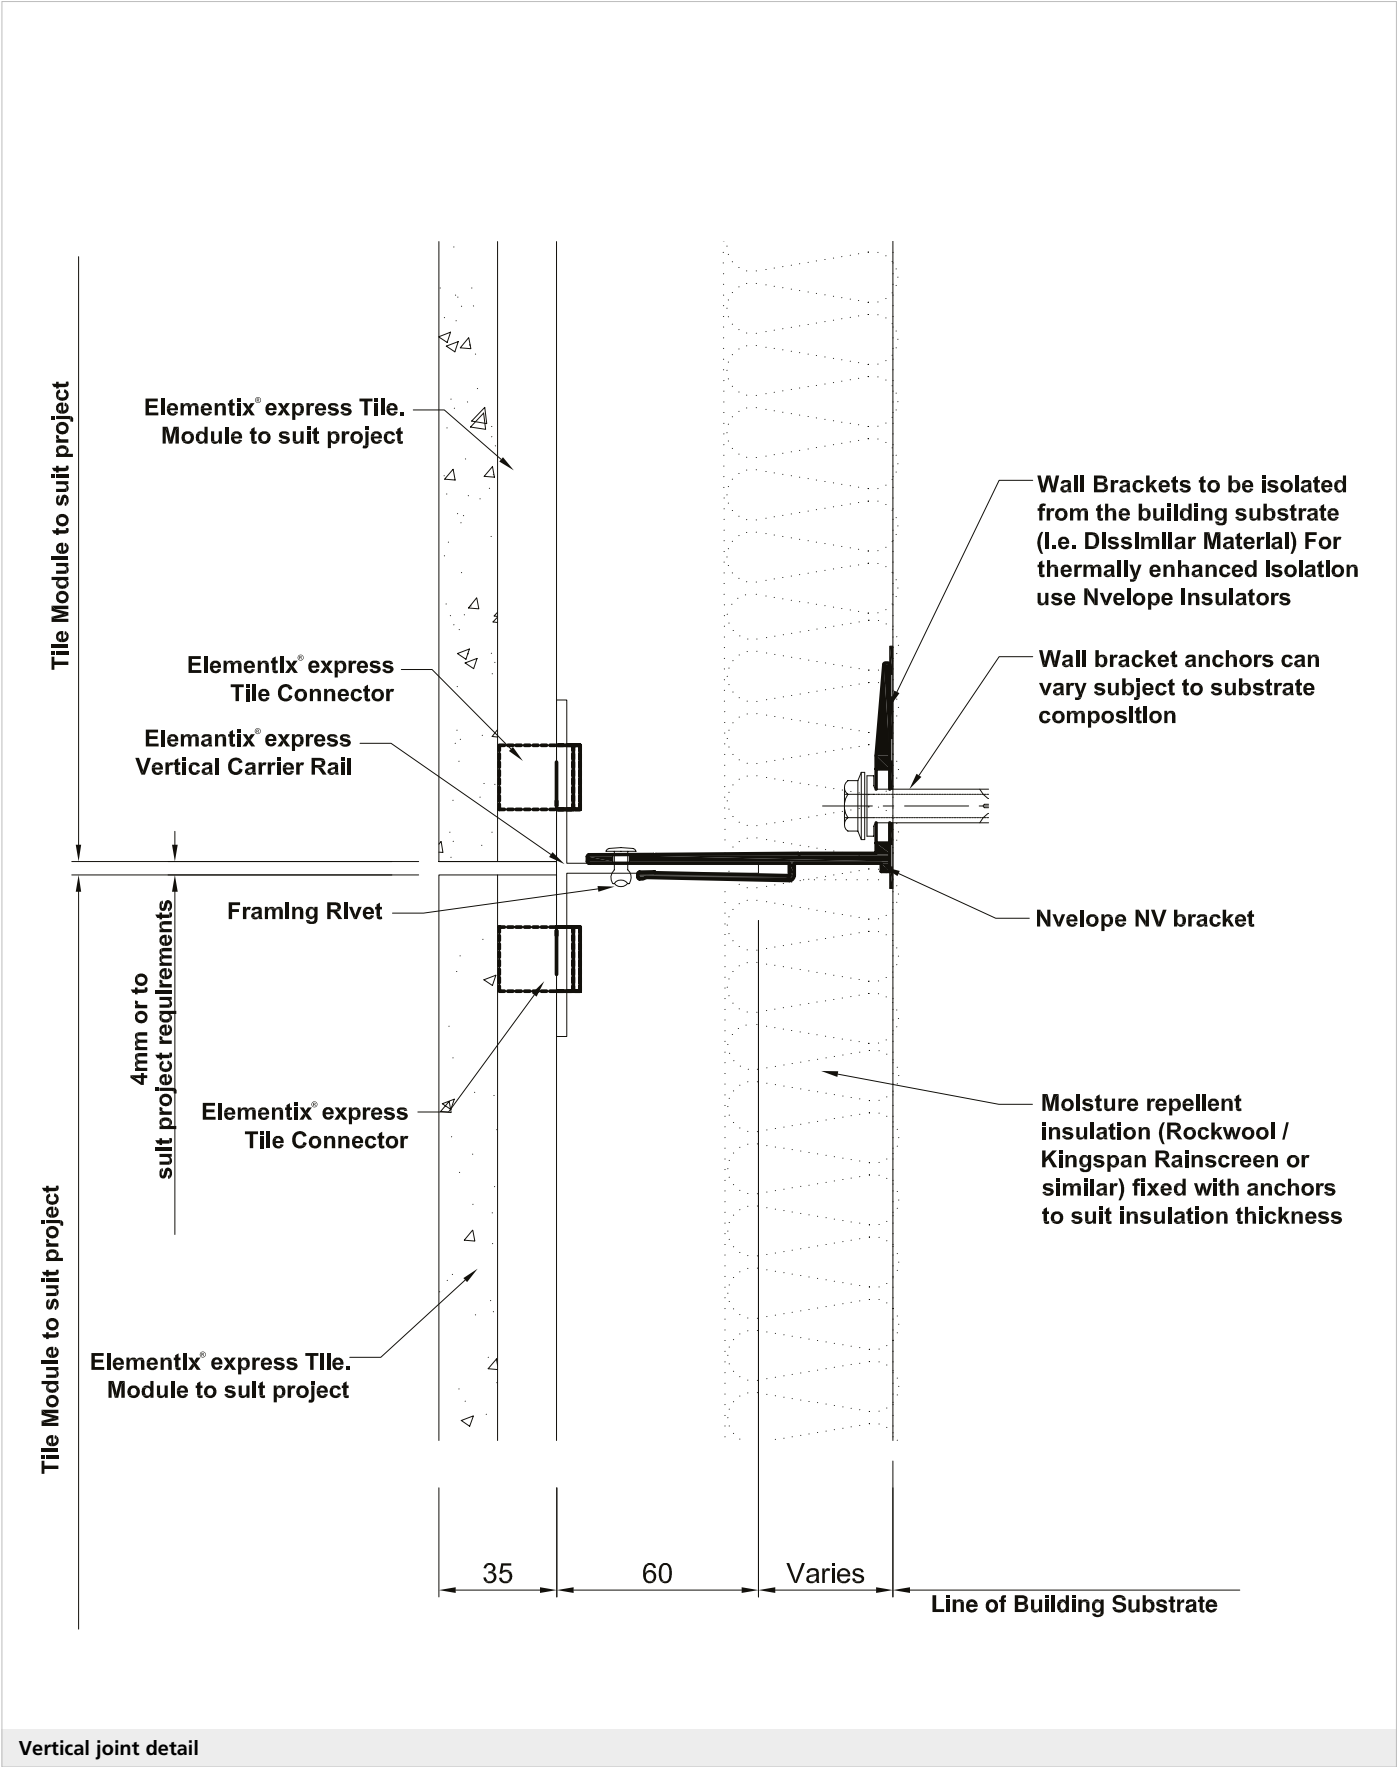 Tile Module to suit project
Elementix® express Tile.
Module to suit project
Elementix® express
Tile Connector
Elemantix® express
Vertical Carrier Rail
Framing Rivet
4mm or to
suit project requirements
Elementix® express
Tile Connector
Tile Module to suit project
Elementix® express Tile.
Module to suit project
Wall Brackets to be isolated
from the building substrate
(i.e. Dissimilar Material) For
thermally enhanced isolation
use Nvelope Insulators
Wall bracket anchors can
vary subject to substrate
composition
Nvelope NV bracket
Moisture repellent
insulation (Rockwool /
Kingspan Rainscreen or
similar) fixed with anchors
to suit insulation thickness
35
60
Varies
Line of Building Substrate
Vertical joint detail